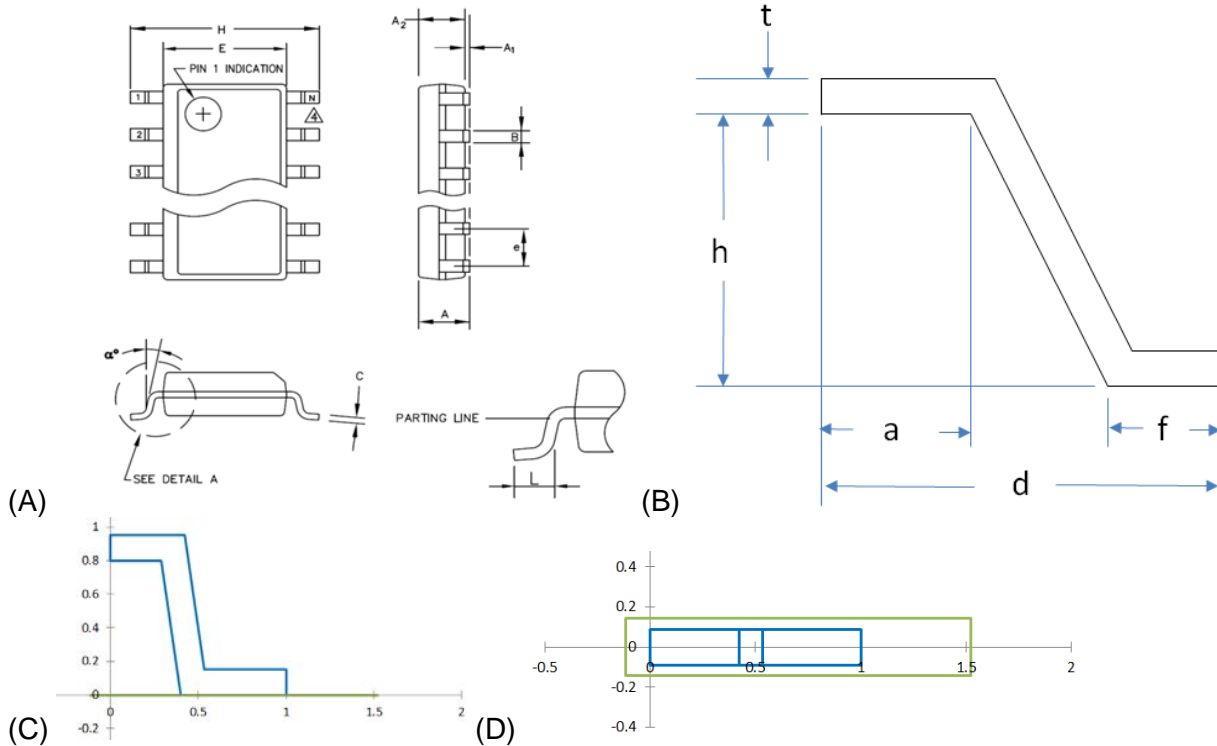 (A)
H
E
PIN 1 INDICATION
1
N
4
2
3
A2
A1
B
e
A
α°
C
SEE DETAIL A
PARTING LINE
L
(B)
t
h
a
f
d
(C)
1
0.8
0.6
0.4
0.2
0
-0.2
0
0.5
1
1.5
2
(D)
0.4
0.2
0
-0.2
-0.4
-0.5
0
0.5
1
1.5
2